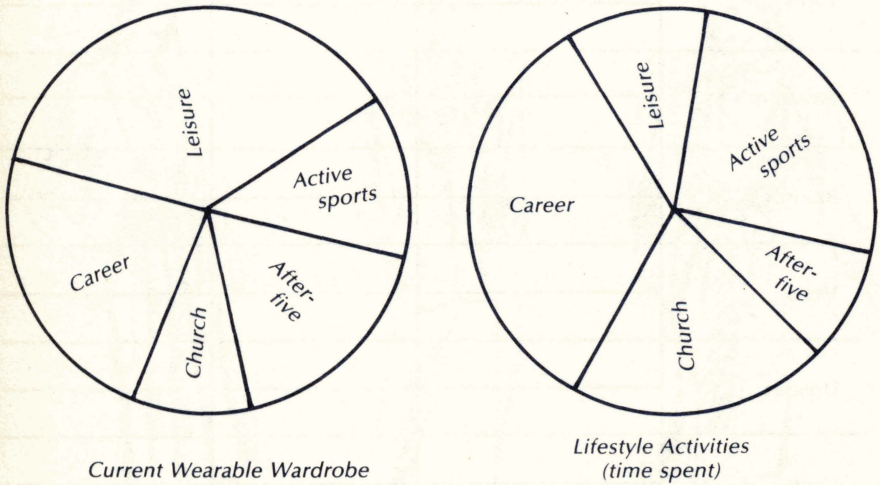 Leisure
Active
sports
Career
After-
five
Church
Current Wearable Wardrobe
Leisure
Active
sports
Career
After-
five
Church
Lifestyle Activities
(time spent)